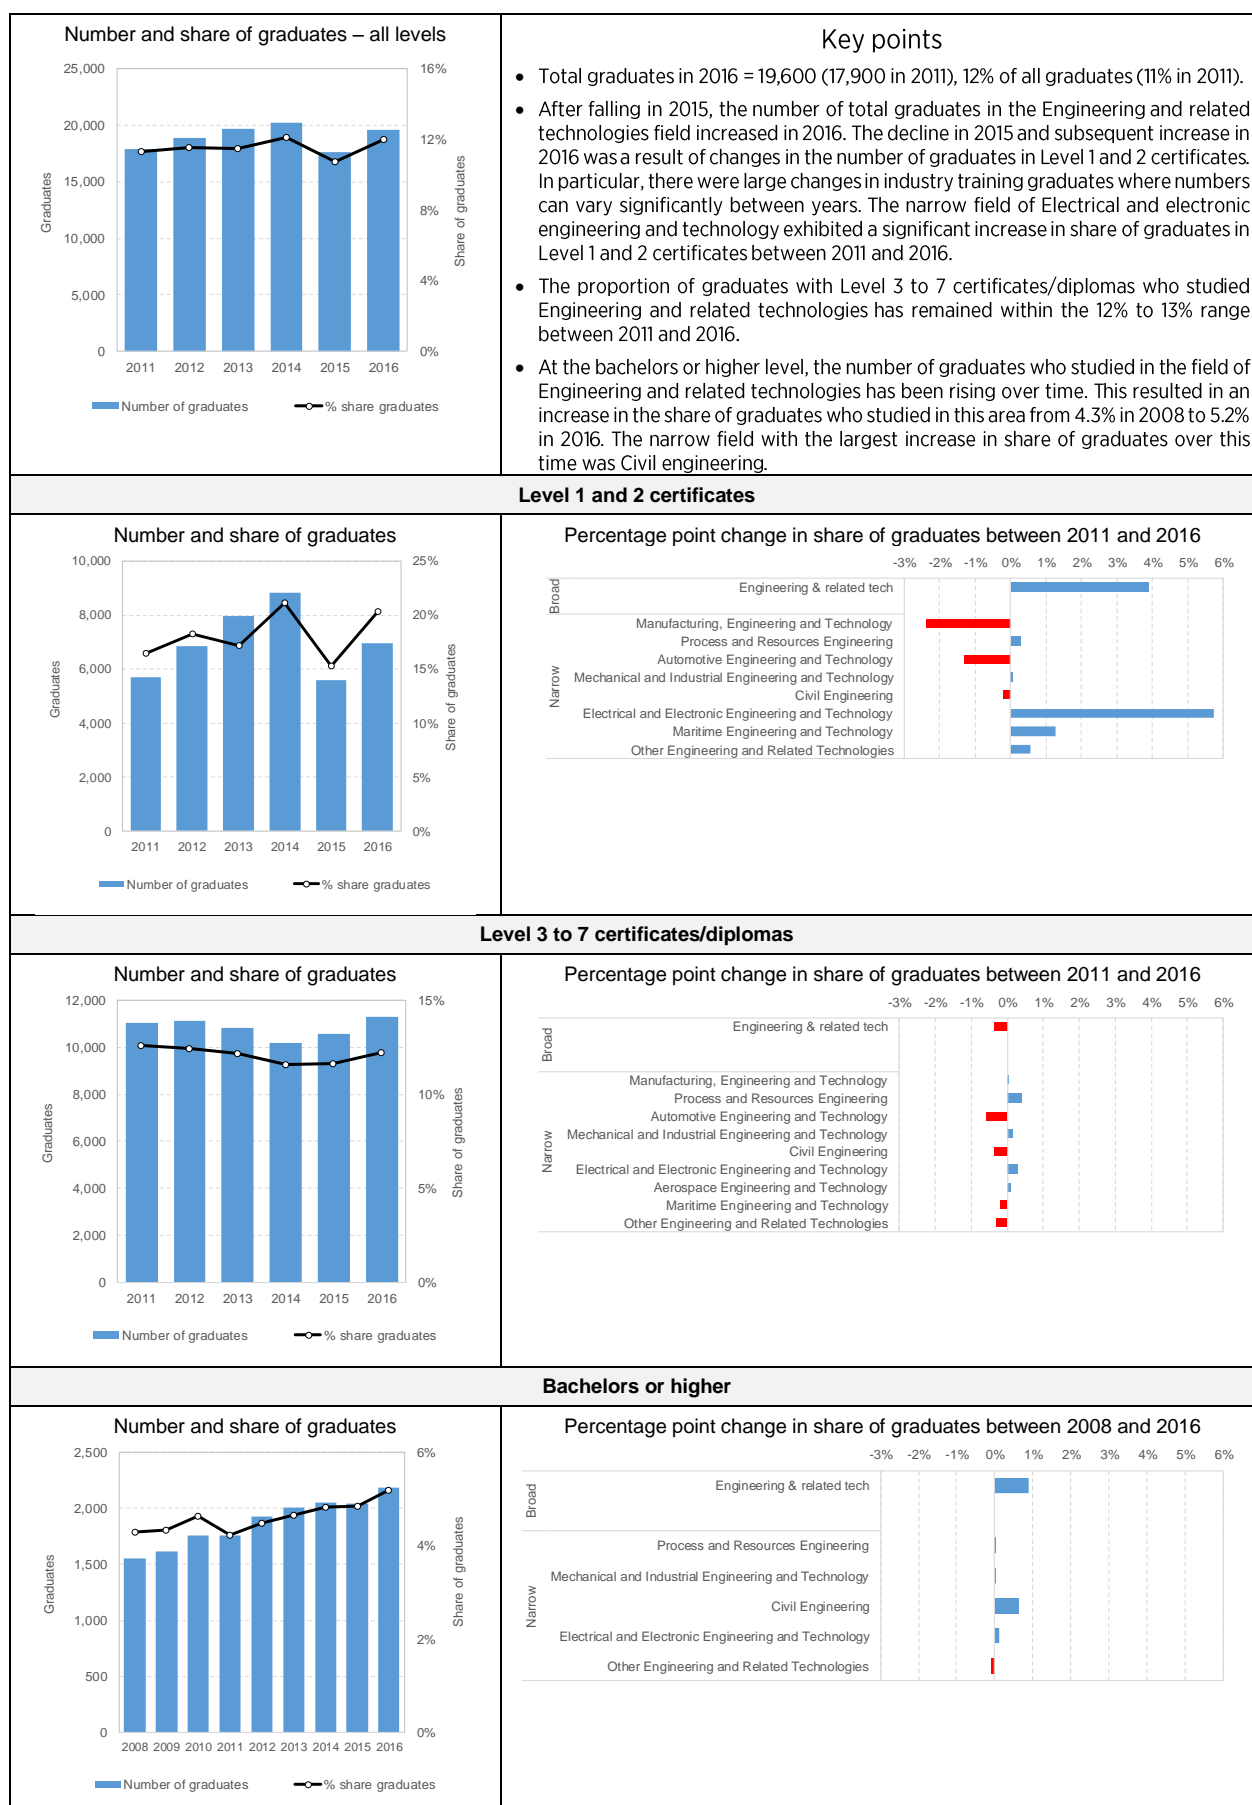 Number and share of graduates – all levels
25,000
20,000
15,000
10,000
5,000
0
16%
12%
8%
4%
0%
Graduates
Share of graduates
2011 2012 2013 2014 2015 2016
Number of graduates % share graduates
Key points
• Total graduates in 2016 = 19,600 (17,900 in 2011), 12% of all graduates (11% in 2011).
• After falling in 2015, the number of total graduates in the Engineering and related
technologies field increased in 2016. The decline in 2015 and subsequent increase in
2016 was a result of changes in the number of graduates in Level 1 and 2 certificates.
In particular, there were large changes in industry training graduates where numbers
can vary significantly between years. The narrow field of Electrical and electronic
engineering and technology exhibited a significant increase in share of graduates in
Level 1 and 2 certificates between 2011 and 2016.
• The proportion of graduates with Level 3 to 7 certificates/diplomas who studied
Engineering and related technologies has remained within the 12% to 13% range
between 2011 and 2016.
• At the bachelors or higher level, the number of graduates who studied in the field of
Engineering and related technologies has been rising over time. This resulted in an
increase in the share of graduates who studied in this area from 4.3% in 2008 to 5.2%
in 2016. The narrow field with the largest increase in share of graduates over this
time was Civil engineering.
Level 1 and 2 certificates
Number and share of graduates
10,000
8,000
6,000
4,000
2,000
0
25%
20%
15%
10%
5%
0%
Graduates
Share of graduates
2011 2012 2013 2014 2015 2016
Number of graduates % share graduates
Percentage point change in share of graduates between 2011 and 2016
-3% -2% -1% 0% 1% 2% 3% 4% 5% 6%
Broad
Engineering & related tech
Narrow
Manufacturing, Engineering and Technology
Process and Resources Engineering
Automotive Engineering and Technology
Mechanical and Industrial Engineering and Technology
Civil Engineering
Electrical and Electronic Engineering and Technology
Maritime Engineering and Technology
Other Engineering and Related Technologies
Level 3 to 7 certificates/diplomas
Number and share of graduates
12,000
10,000
8,000
6,000
4,000
2,000
0
15%
10%
5%
0%
Graduates
Share of graduates
2011 2012 2013 2014 2015 2016
Number of graduates % share graduates
Percentage point change in share of graduates between 2011 and 2016
-3% -2% -1% 0% 1% 2% 3% 4% 5% 6%
Broad
Engineering & related tech
Narrow
Manufacturing, Engineering and Technology
Process and Resources Engineering
Automotive Engineering and Technology
Mechanical and Industrial Engineering and Technology
Civil Engineering
Electrical and Electronic Engineering and Technology
Aerospace Engineering and Technology
Maritime Engineering and Technology
Other Engineering and Related Technologies
Bachelors or higher
Number and share of graduates
2,500
2,000
1,500
1,000
500
0
6%
4%
2%
0%
Graduates
Share of graduates
2008 2009 2010 2011 2012 2013 2014 2015 2016
Number of graduates % share graduates
Percentage point change in share of graduates between 2008 and 2016
-3% -2% -1% 0% 1% 2% 3% 4% 5% 6%
Broad
Engineering & related tech
Narrow
Process and Resources Engineering
Mechanical and Industrial Engineering and Technology
Civil Engineering
Electrical and Electronic Engineering and Technology
Other Engineering and Related Technologies